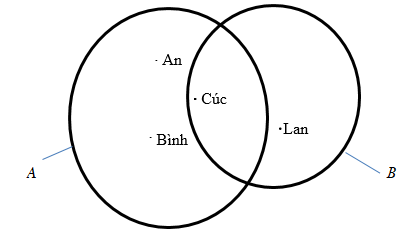 · An
· Cúc
· Lan
· Bình
A
B